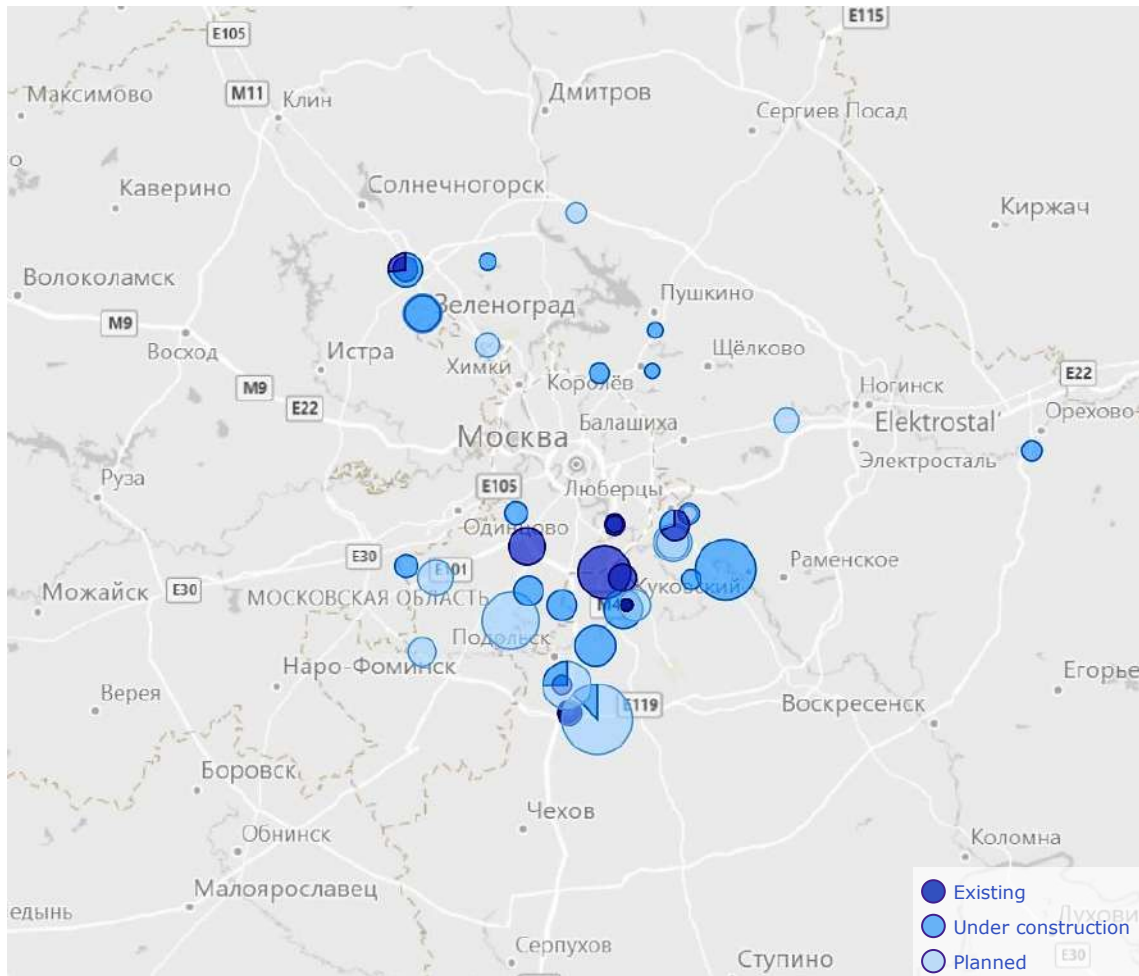 E115
E105
Дмитров
M11
Максимово
Клин
Сергиев Посад
о
Солнечногорск
Каверино
Киржач
Волоколамск
Пушкино
Зеленоград
M9
Щёлково
Восход
Истра
Химки
E22
Королёв
M9
Ногинск
E22
Орехово-
Балашиха
Elektrostal'
Москва
Электросталь
Руза
E105
Люберцы
Одинцово
E30
Раменское
E101
Можайск
E30
Жуковский
МОСКОВСКАЯ ОБЛАСТЬ
M4
Подольск
Наро-Фоминск
Егорье
Верея
E119
Воскресенск
Боровск
Чехов
Обнинск
Коломна
Малоярославец
Existing
едынь
Луховиц
Under construction
Серпухов
E30
Ступино
Planned